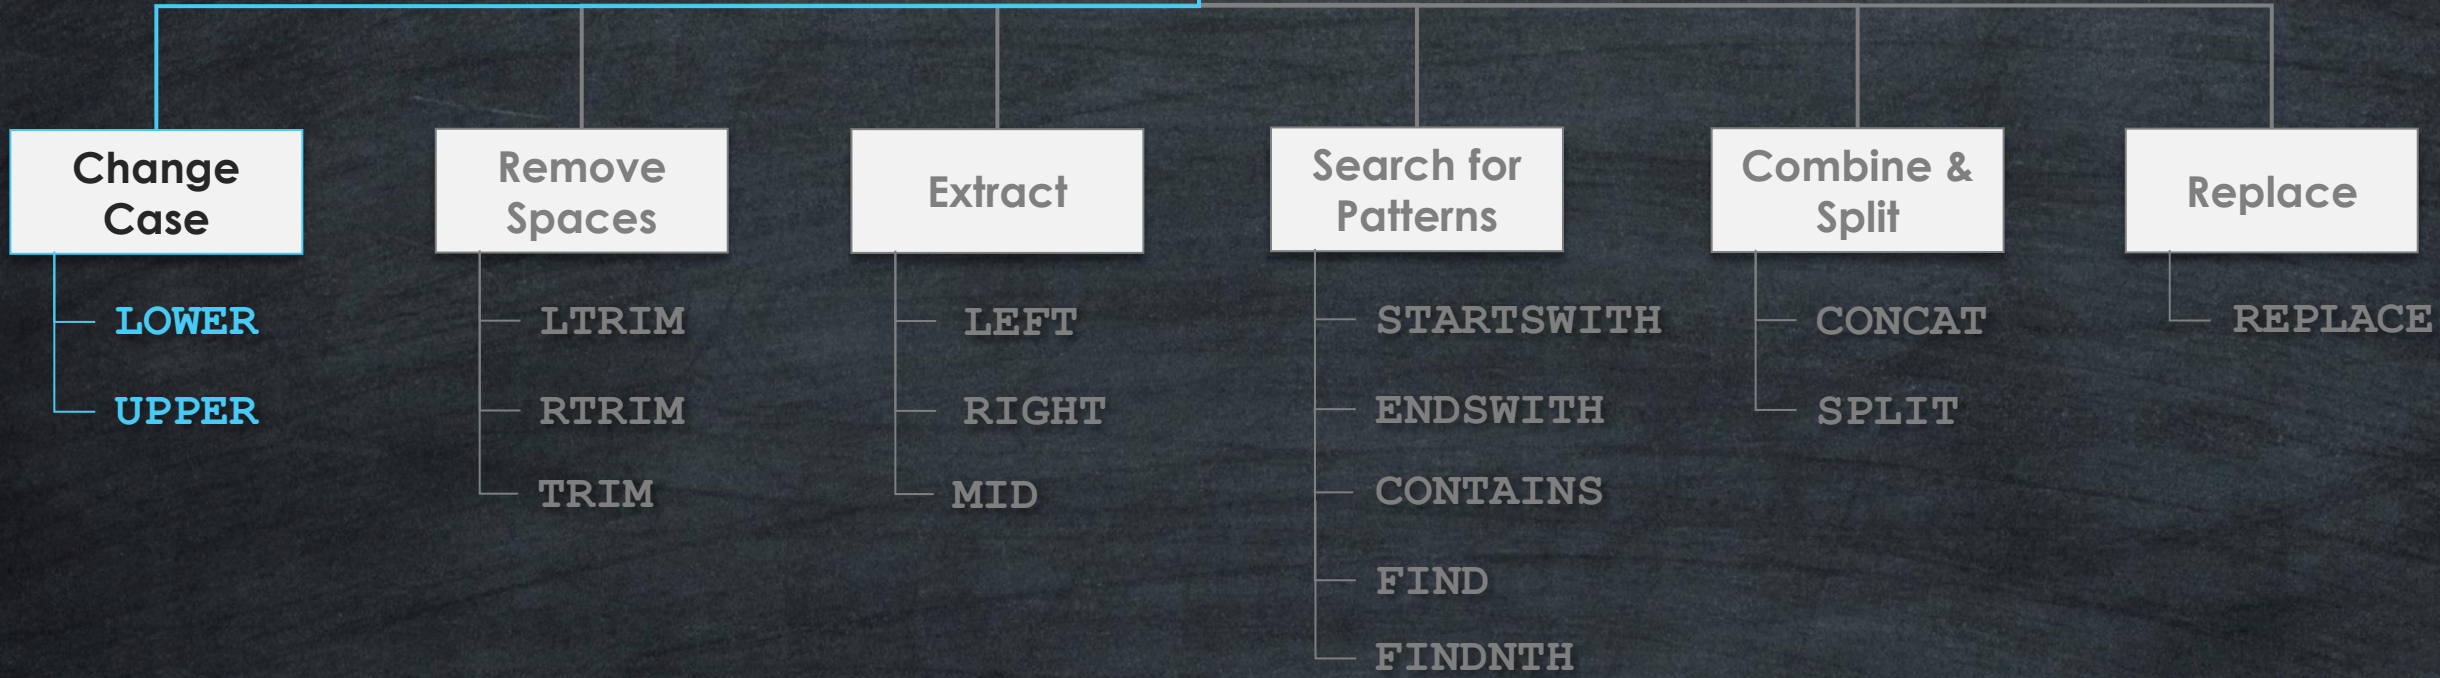 Change
Case
LOWER
UPPER
Remove
Spaces
LTRIM
RTRIM
TRIM
Extract
LEFT
RIGHT
MID
Search for
Patterns
STARTSWITH
ENDSWITH
CONTAINS
FIND
FINDNTH
Combine &
Split
CONCAT
SPLIT
Replace
REPLACE